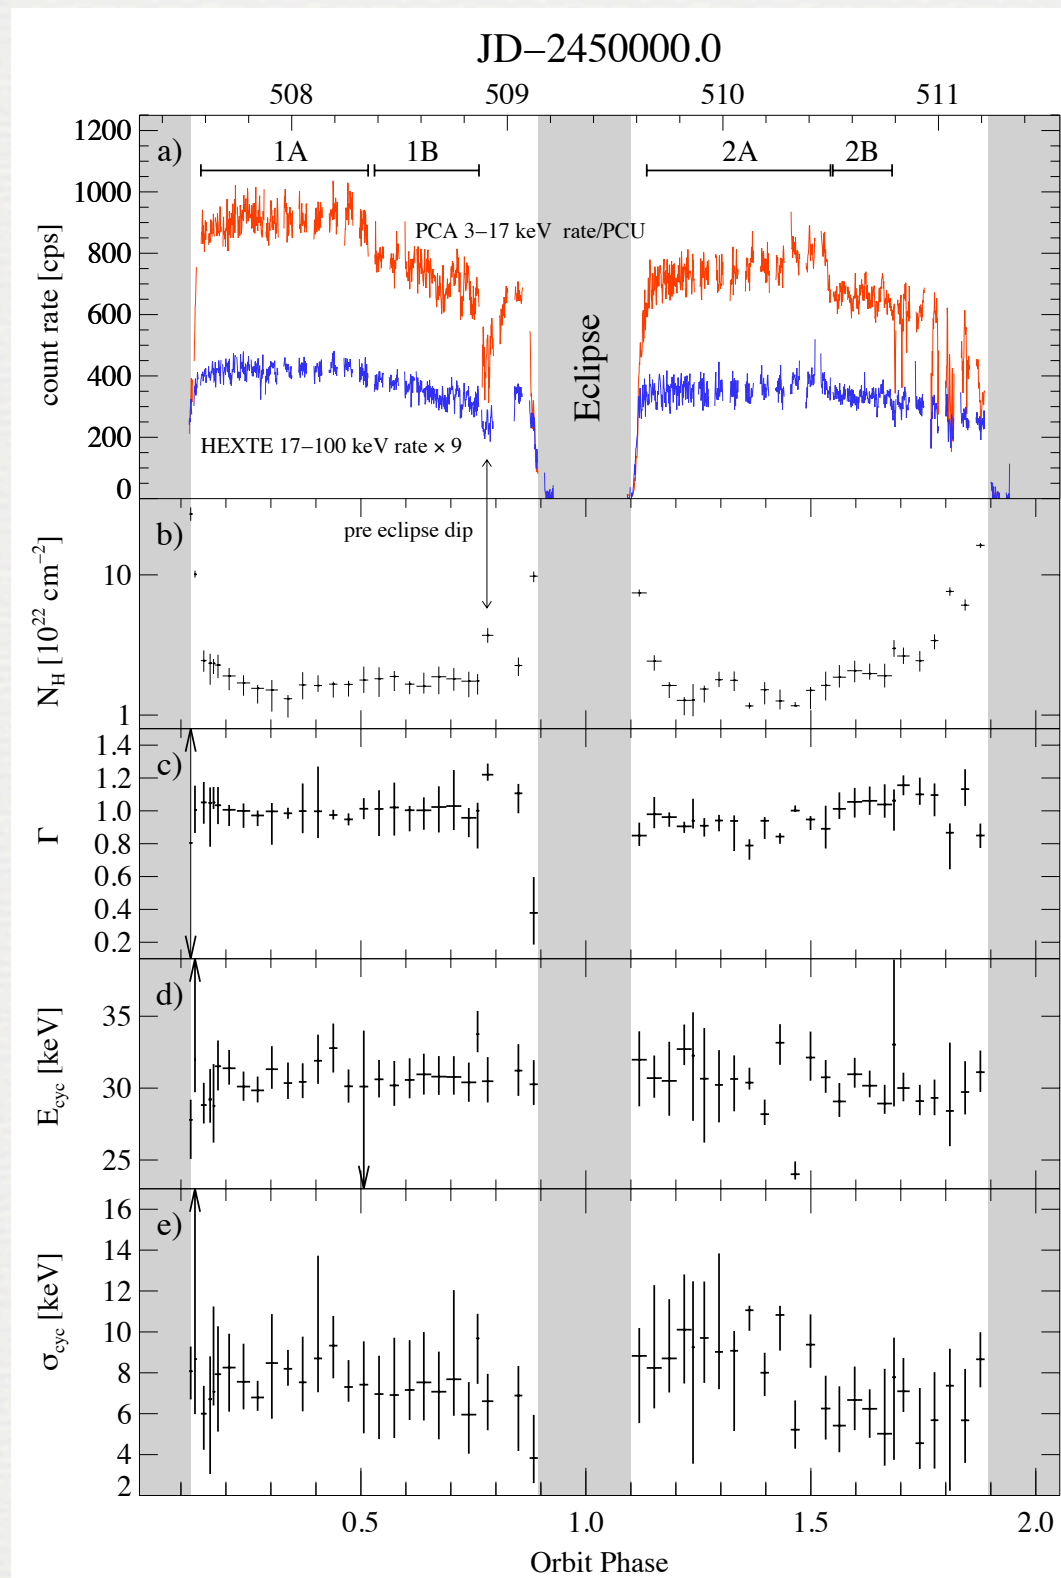 JD−2450000.0
508 509 510 511
a)
1A 1B 2A 2B
1200
1000
800
600
400
200
0
count rate [cps]
PCA 3−17 keV rate/PCU
HEXTE 17−100 keV rate × 9
Eclipse
b)
pre eclipse dip
10
1
N_H [10^22 cm^−2]
c)
1.4
1.2
1.0
0.8
0.6
0.4
0.2
Γ
d)
35
30
25
E_cyc [keV]
e)
16
14
12
10
8
6
4
2
σ_cyc [keV]
0.5 1.0 1.5 2.0
Orbit Phase